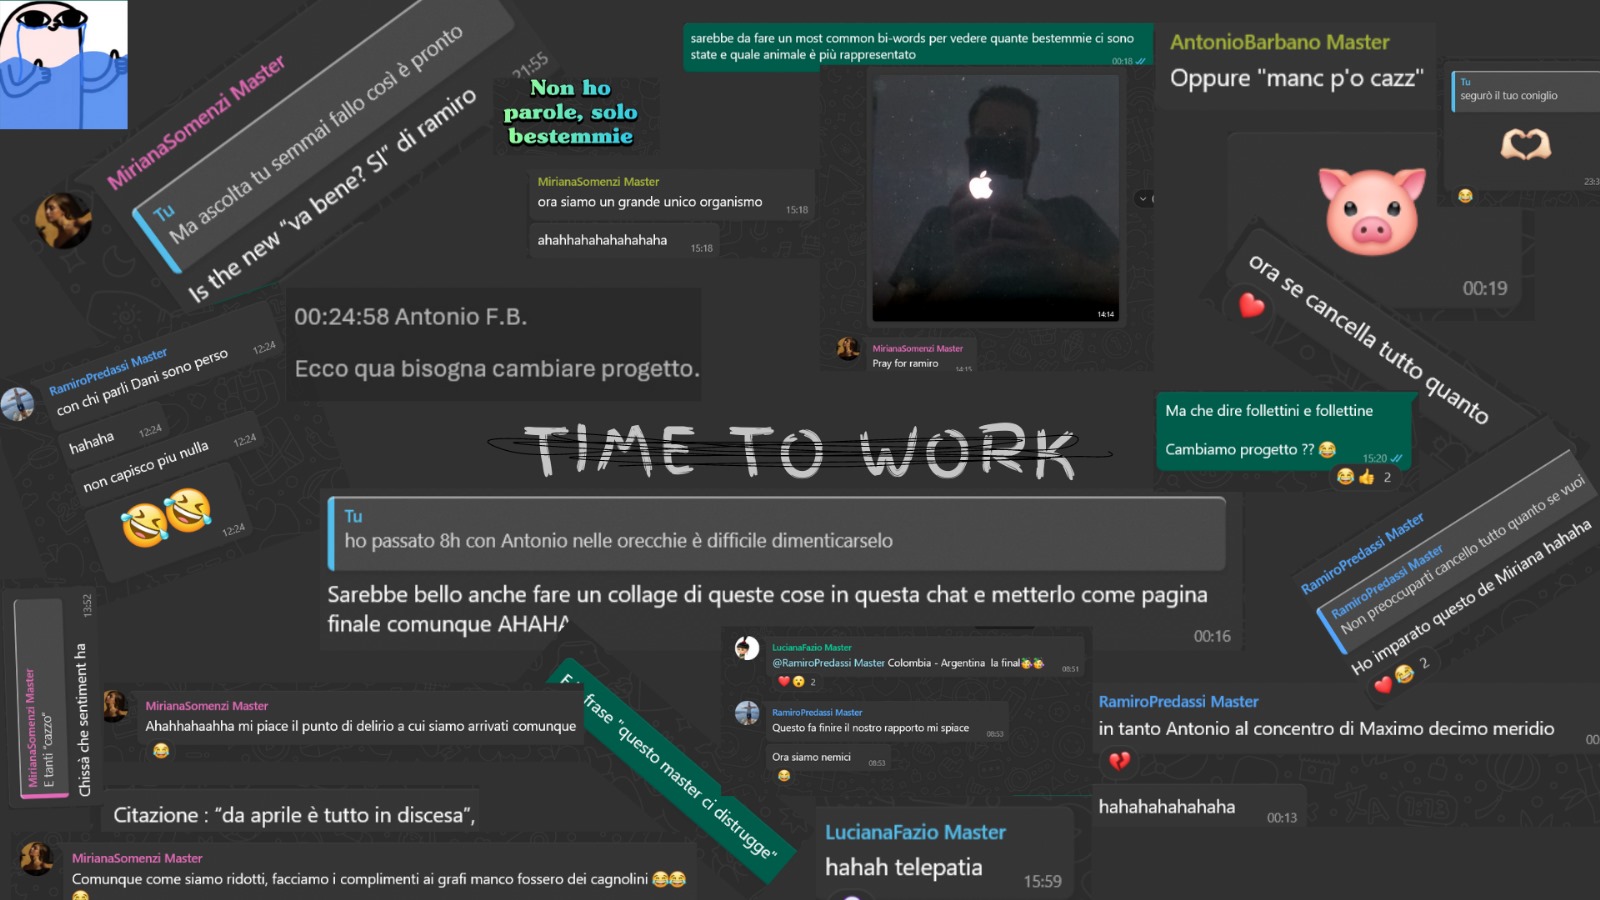 MirianaSomenzi Master
Tu
Ma ascolta tu semmai fallo così è pronto
21:55
Is the new “va bene? SI” di ramiro
Non ho
parole, solo
bestemmie
sarebbe da fare un most common bi-words per vedere quante bestemmie ci sono
state e quale animale è più rappresentato
00:18
AntonioBarbano Master
Oppure "manc p'o cazz"
Tu
segurò il tuo coniglio
MirianaSomenzi Master
ora siamo un grande unico organismo
15:18
ahahhahahahahahaha
15:18
14:14
MirianaSomenzi Master
Pray for ramiro
14:15
00:19
ora se cancella tutto quanto
00:24:58 Antonio F.B.
Ecco qua bisogna cambiare progetto.
RamiroPredassi Master
con chi parli Dani sono perso
12:24
hahaha
12:24
non capisco piu nulla
12:24
12:24
Ma che dire follettini e follettine
Cambiamo progetto ?? 😂
15:20
😂👍 2
TIME TO WORK
Tu
ho passato 8h con Antonio nelle orecchie è difficile dimenticarselo
Sarebbe bello anche fare un collage di queste cose in questa chat e metterlo come pagina
finale comunque AHAHA
00:16
RamiroPredassi Master
RamiroPredassi Master
Non preoccuparti cancello tutto quanto se vuoi
Ho imparato questo de Miriana hahaha
2
MirianaSomenzi Master
E tanti “cazzo”
Chissà che sentiment ha
13:52
MirianaSomenzi Master
Ahahhahaahha mi piace il punto di delirio a cui siamo arrivati comunque
frase "questo master ci distrugge"
LucianaFazio Master
@RamiroPredassi Master Colombia - Argentina la final
08:51
2
RamiroPredassi Master
Questo fa finire il nostro rapporto mi spiace
08:53
Ora siamo nemici
08:53
RamiroPredassi Master
in tanto Antonio al concentro di Maximo decimo meridio
hahahahahahaha
00:13
Citazione : “da aprile è tutto in discesa”,
LucianaFazio Master
hahah telepatia
15:59
MirianaSomenzi Master
Comunque come siamo ridotti, facciamo i complimenti ai grafi manco fossero dei cagnolini 😂😂